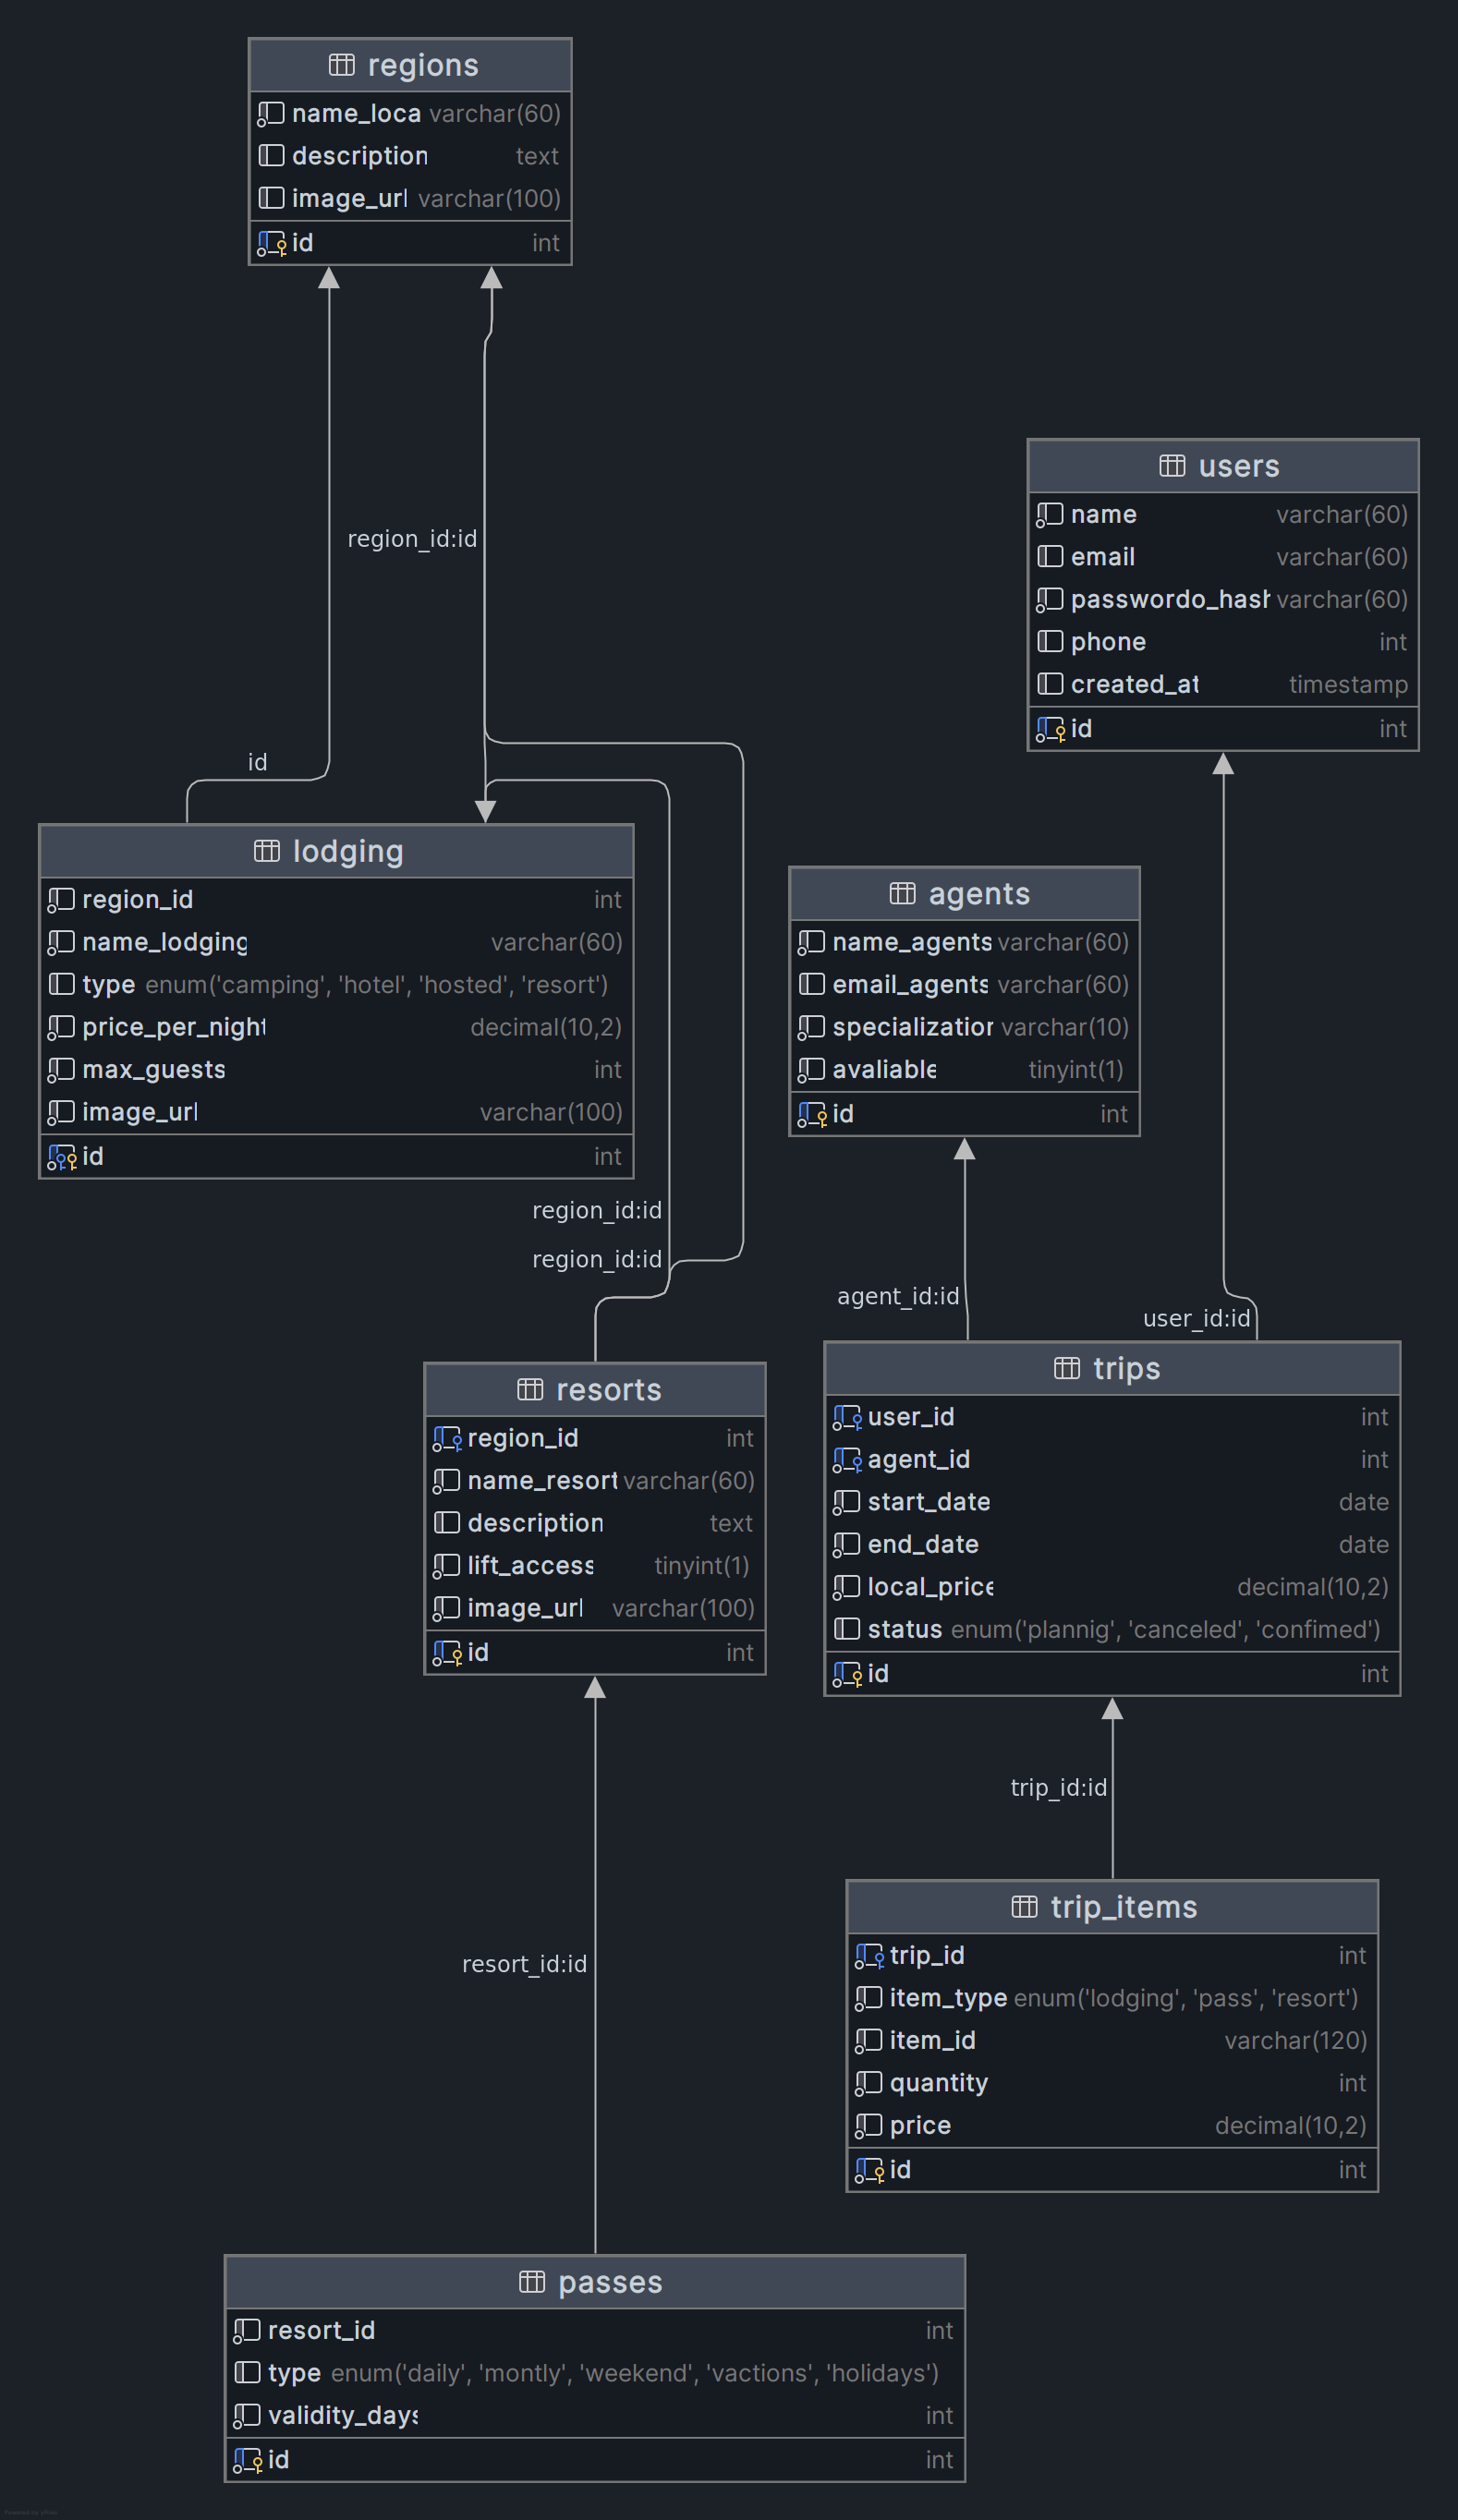 regions
name_loca varchar(60)
description text
image_url varchar(100)
id int
region_id:id
users
name varchar(60)
email varchar(60)
passwordo_hash varchar(60)
phone int
created_at timestamp
id int
id
lodging
region_id int
name_lodging varchar(60)
type enum('camping', 'hotel', 'hosted', 'resort')
price_per_night decimal(10,2)
max_guests int
image_url varchar(100)
id int
agents
name_agents varchar(60)
email_agents varchar(60)
specialization varchar(10)
avaliable tinyint(1)
id int
region_id:id
region_id:id
agent_id:id
user_id:id
resorts
region_id int
name_resort varchar(60)
description text
lift_access tinyint(1)
image_url varchar(100)
id int
trips
user_id int
agent_id int
start_date date
end_date date
local_price decimal(10,2)
status enum('plannig', 'canceled', 'confimed')
id int
trip_id:id
resort_id:id
trip_items
trip_id int
item_type enum('lodging', 'pass', 'resort')
item_id varchar(120)
quantity int
price decimal(10,2)
id int
passes
resort_id int
type enum('daily', 'montly', 'weekend', 'vactions', 'holidays')
validity_days int
id int